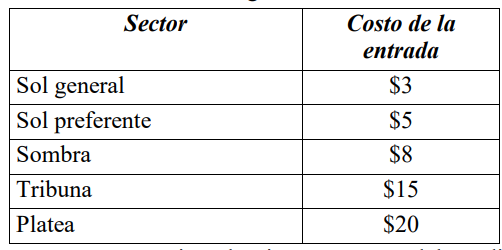 Sector Costo de la
entrada
Sol general $3
Sol preferente $5
Sombra $8
Tribuna $15
Platea $20